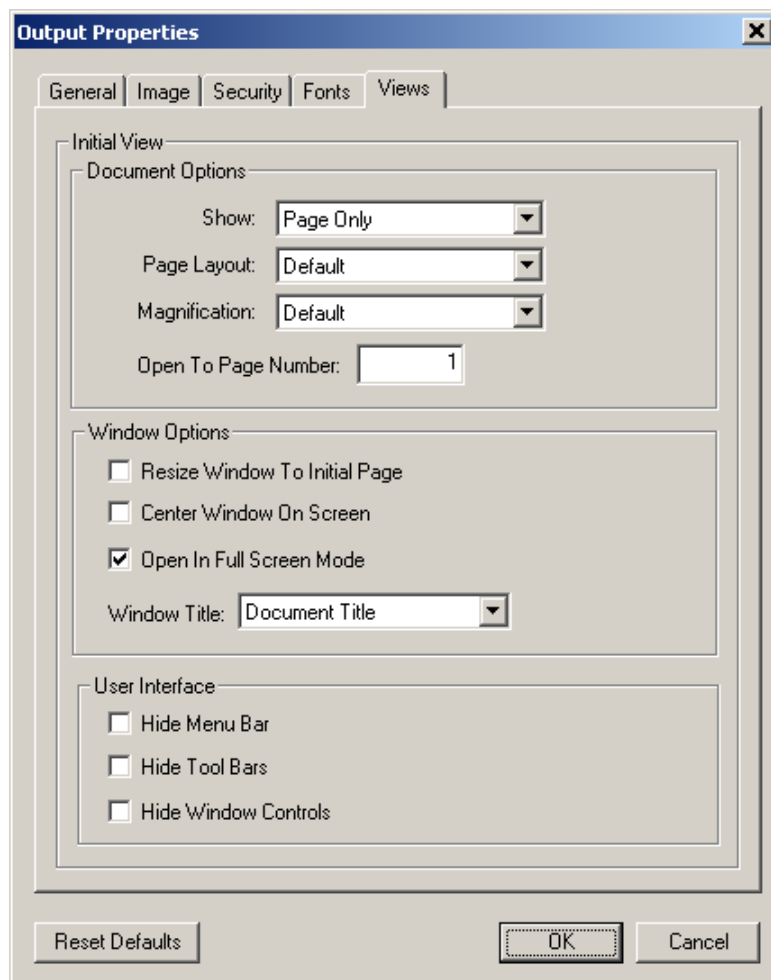 Output Properties
General Image Security Fonts Views
Initial View
Document Options
Show: Page Only
Page Layout: Default
Magnification: Default
Open To Page Number: 1
Window Options
Resize Window To Initial Page
Center Window On Screen
Open In Full Screen Mode
Window Title: Document Title
User Interface
Hide Menu Bar
Hide Tool Bars
Hide Window Controls
Reset Defaults OK Cancel